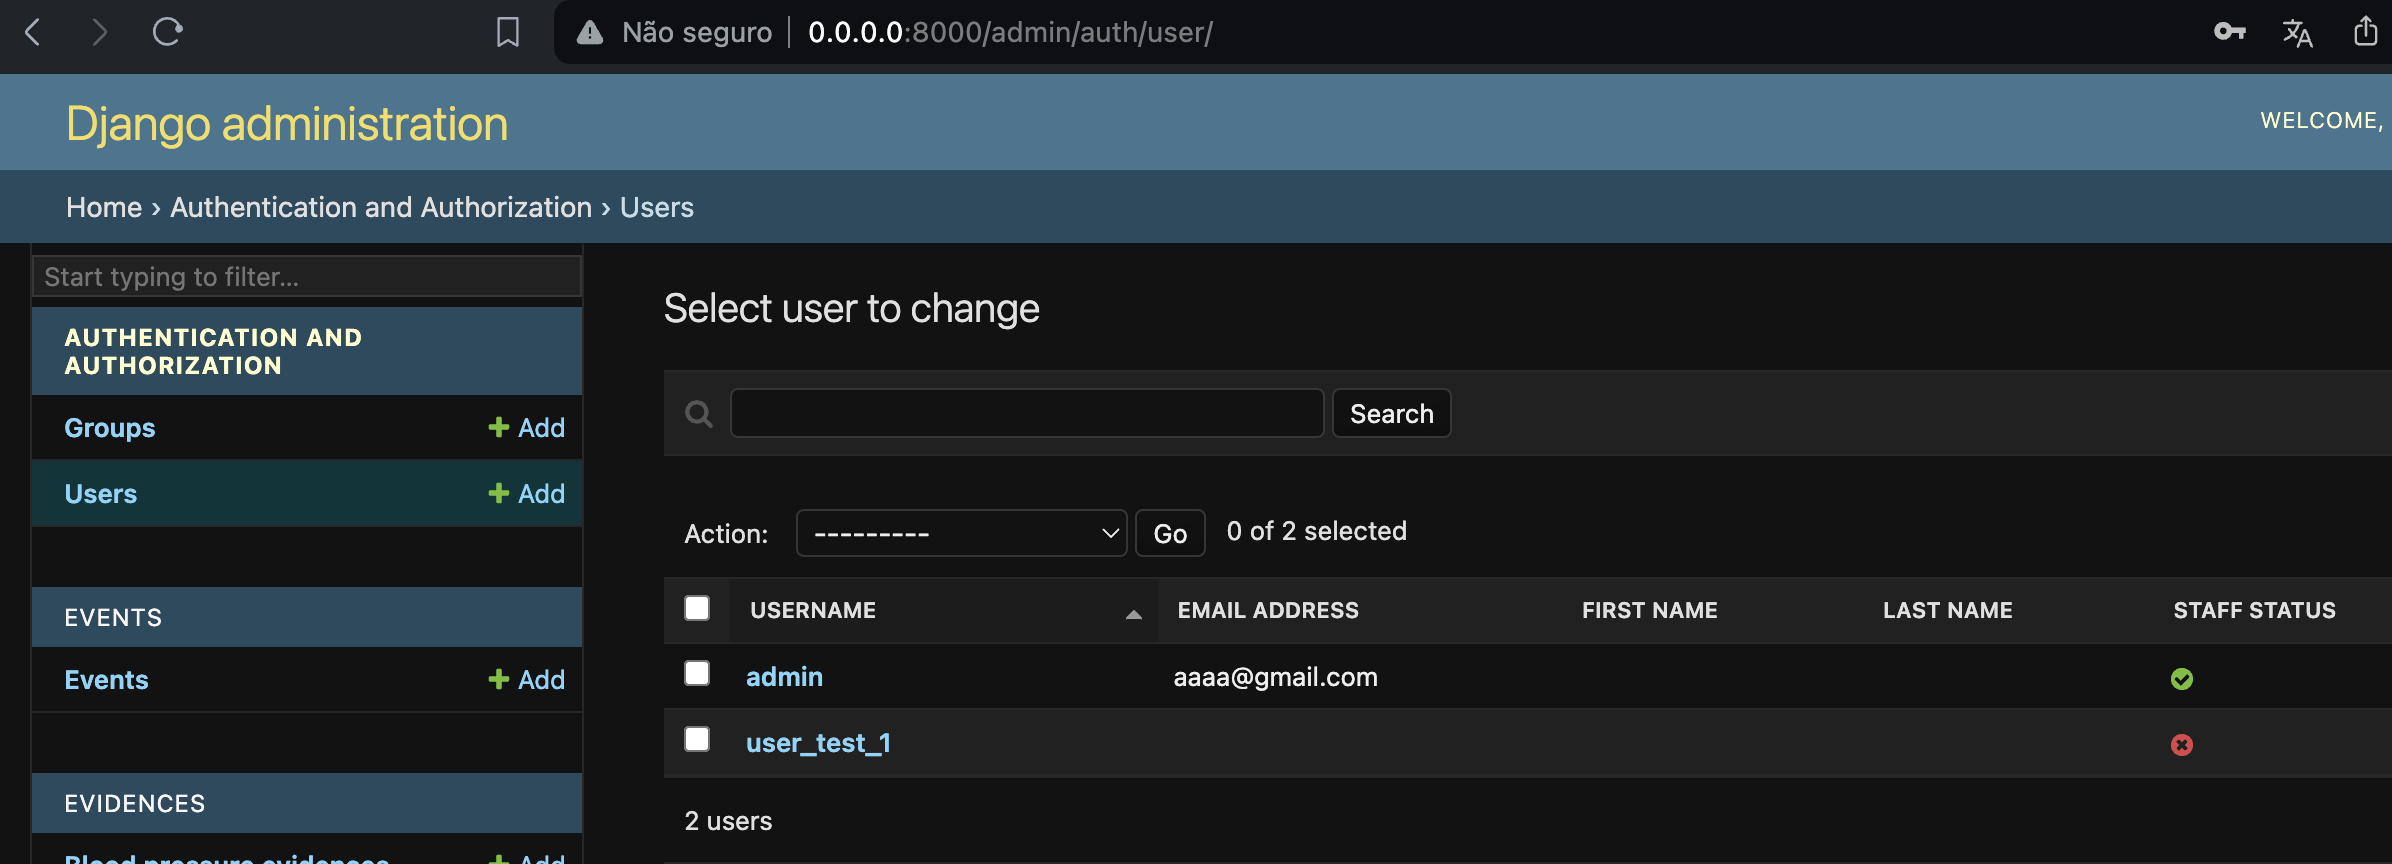 Não seguro | 0.0.0.0:8000/admin/auth/user/
Django administration
WELCOME,
Home › Authentication and Authorization › Users
Start typing to filter...
AUTHENTICATION AND
AUTHORIZATION
Groups + Add
Users + Add
EVENTS
Events + Add
EVIDENCES
Blood pressure evidences + Add
Select user to change
Search
Action: --------- Go 0 of 2 selected
USERNAME EMAIL ADDRESS FIRST NAME LAST NAME STAFF STATUS
admin aaaa@gmail.com
user_test_1
2 users